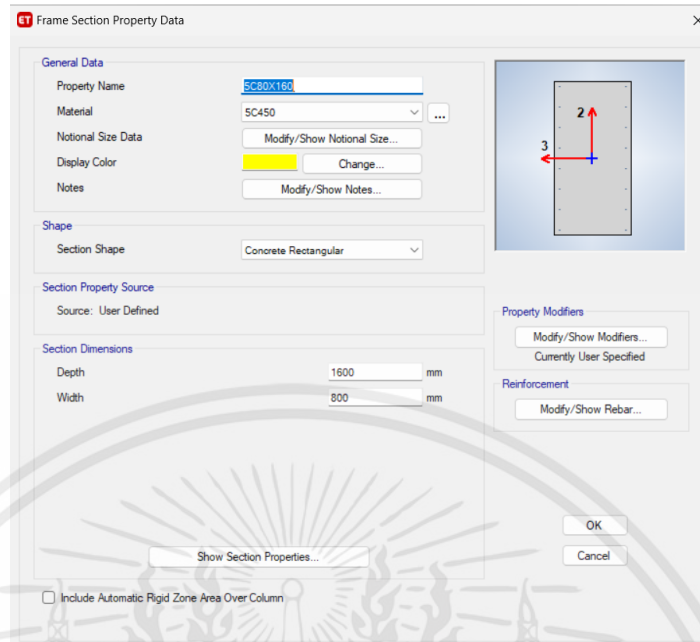 ET Frame Section Property Data
General Data
Property Name 5C80X160
Material 5C450 ...
Notional Size Data Modify/Show Notional Size...
Display Color Change...
Notes Modify/Show Notes...
2
3
Shape
Section Shape Concrete Rectangular
Section Property Source
Source: User Defined
Property Modifiers
Modify/Show Modifiers...
Currently User Specified
Section Dimensions
Depth 1600 mm
Width 800 mm
Reinforcement
Modify/Show Rebar...
OK
Show Section Properties...
Cancel
Include Automatic Rigid Zone Area Over Column